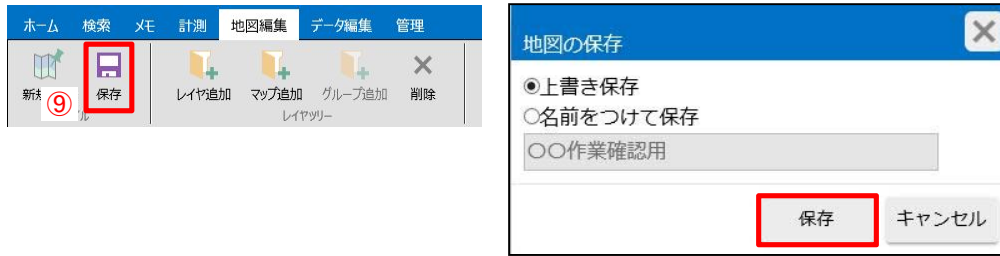 ホーム 検索 メモ 計測 地図編集 データ編集 管理
新規 保存 レイヤ追加 マップ追加 グループ追加 削除
⑨
レイヤツリー
地図の保存
上書き保存
名前をつけて保存
〇〇作業確認用
保存 キャンセル